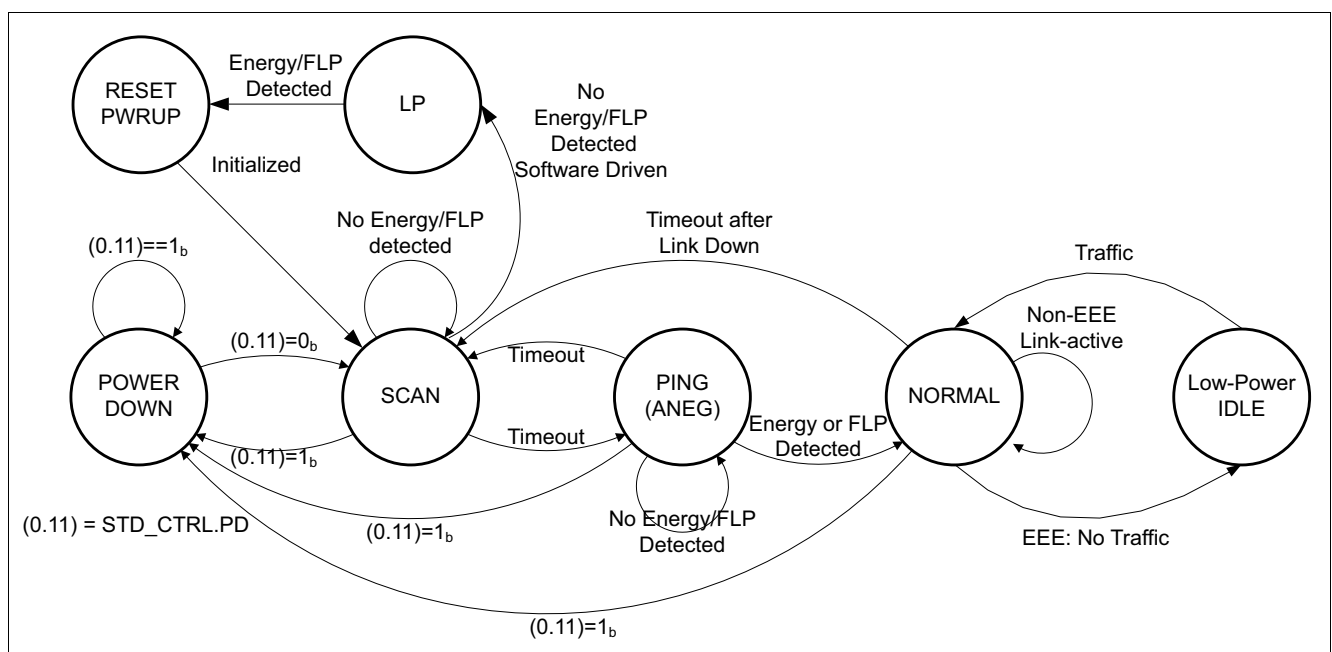 RESET
PWRUP
Energy/FLP
Detected
LP
No
Energy/FLP
Detected
Software Driven
Initialized
No Energy/FLP
detected
Timeout after
Link Down
Traffic
(0.11)==1b
Non-EEE
Link-active
(0.11)=0b
Timeout
POWER
DOWN
SCAN
PING
(ANEG)
NORMAL
Low-Power
IDLE
Energy or FLP
Detected
Timeout
(0.11)=1b
(0.11) = STD_CTRL.PD
(0.11)=1b
No Energy/FLP
Detected
EEE: No Traffic
(0.11)=1b